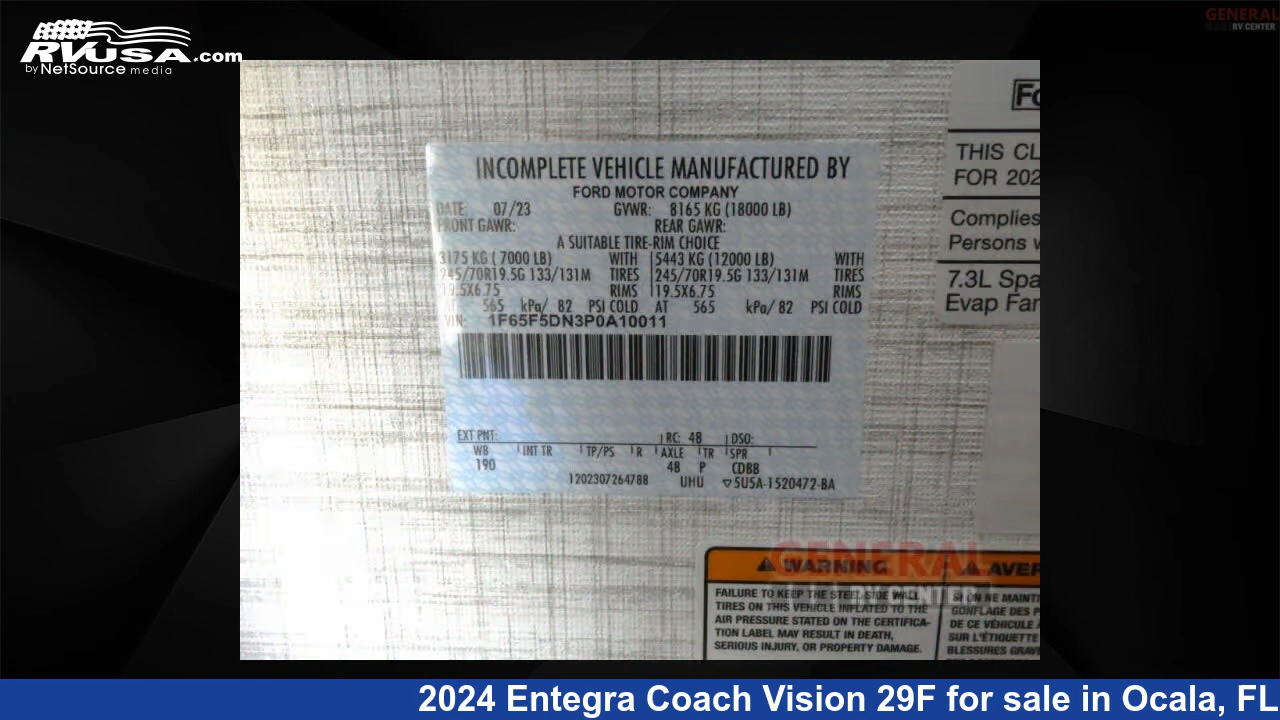 RVUSA.com
by NetSource media
GENERAL
RV CENTER
INCOMPLETE VEHICLE MANUFACTURED BY
FORD MOTOR COMPANY
DATE: 07/23 GVWR: 8165 KG (18000 LB)
FRONT GAWR: REAR GAWR:
A SUITABLE TIRE-RIM CHOICE
3175 KG ( 7000 LB) WITH 5443 KG (12000 LB) WITH
245/70R19.5G 133/131M TIRES 245/70R19.5G 133/131M TIRES
19.5X6.75 RIMS 19.5X6.75 RIMS
AT 565 kPa/ 82 PSI COLD AT 565 kPa/ 82 PSI COLD
VIN: 1F65F5DN3P0A10011
EXT PNT: RC: 48 DSO:
WB INT TR TP/PS R AXLE TR SPR
190 48 P CDBB
1202307264788 UHU ▽5U5A-1520472-BA
THIS CL
FOR 202
Complies
Persons
7.3L Spa
Evap Far
GENERAL
⚠ WARNING
FAILURE TO KEEP THE STEEL SIDE WALL
TIRES ON THIS VEHICLE INFLATED TO THE
AIR PRESSURE STATED ON THE CERTIFICA-
TION LABEL MAY RESULT IN DEATH,
SERIOUS INJURY, OR PROPERTY DAMAGE.
⚠ AVER
SI ON NE MAINTI
GONFLAGE DES P
DE CE VÉHICULE
SUR L'ÉTIQUETTE
BLESSURES GRAV
2024 Entegra Coach Vision 29F for sale in Ocala, FL